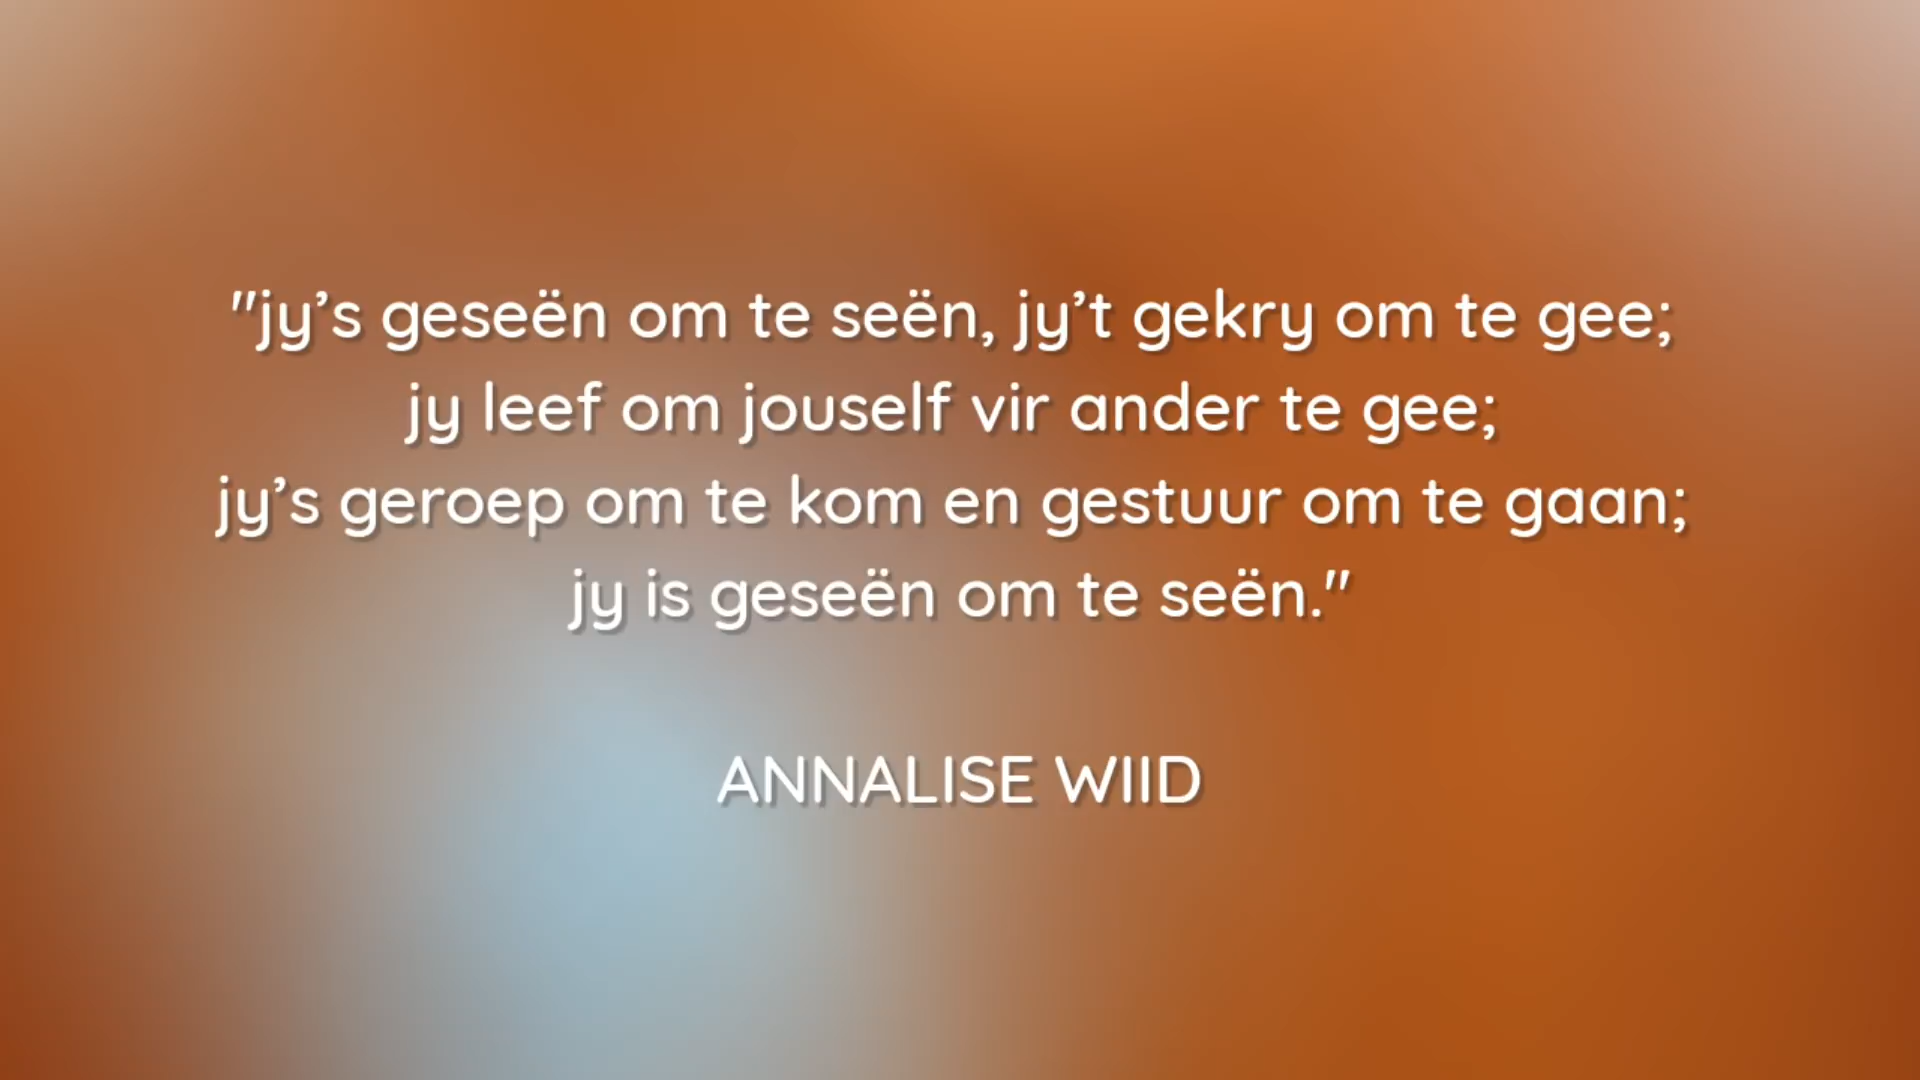 "jy’s geseën om te seën, jy’t gekry om te gee;
jy leef om jouself vir ander te gee;
jy’s geroep om te kom en gestuur om te gaan;
jy is geseën om te seën."
ANNALISE WIID